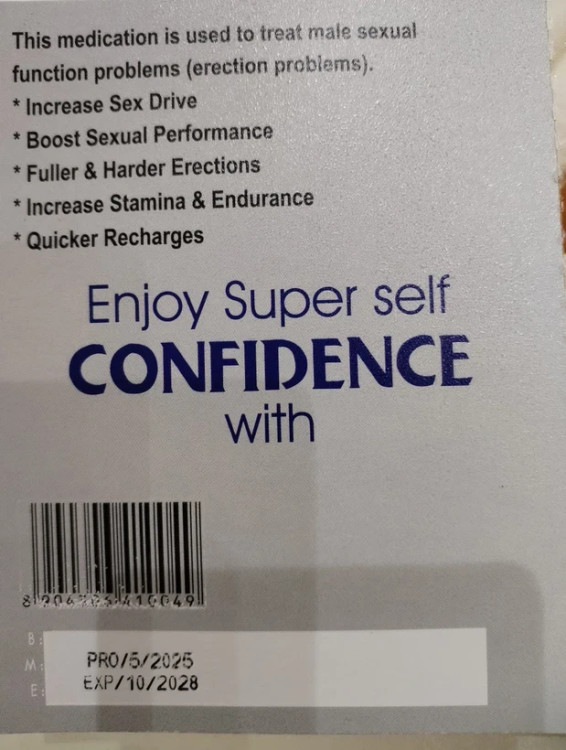 This medication is used to treat male sexual
function problems (erection problems).
* Increase Sex Drive
* Boost Sexual Performance
* Fuller & Harder Erections
* Increase Stamina & Endurance
* Quicker Recharges
Enjoy Super self
CONFIDENCE
with
B:
M:
E:
PRO/5/2025
EXP/10/2028